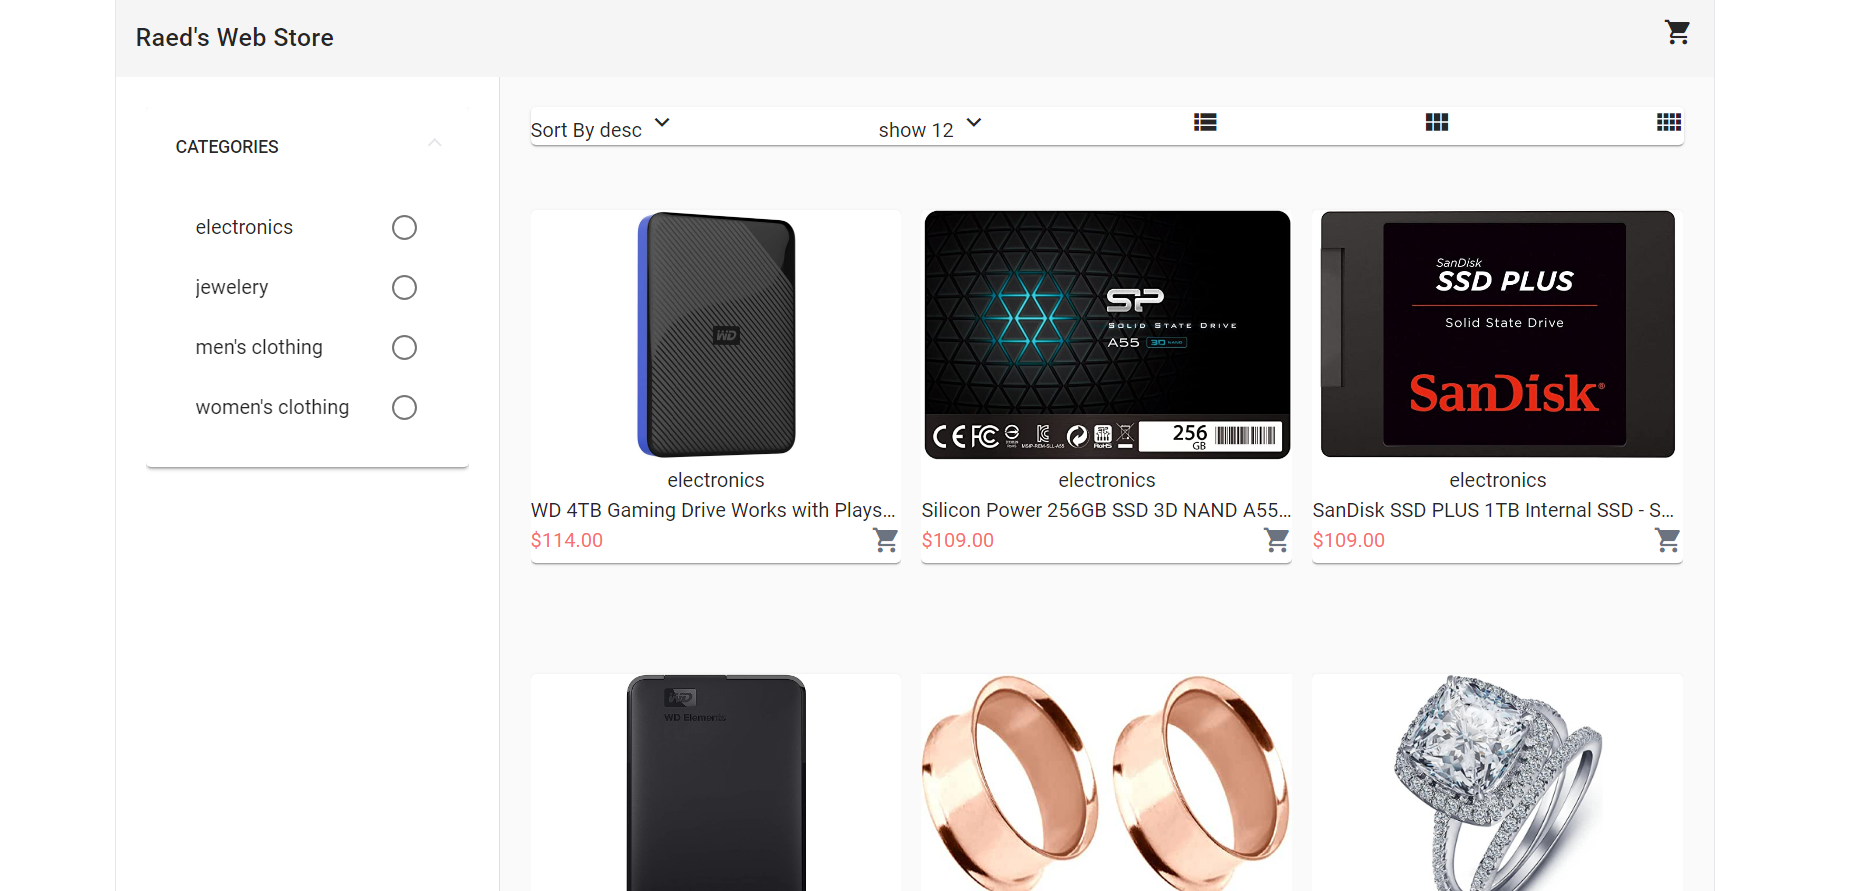 Raed's Web Store
CATEGORIES
electronics
jewelery
men's clothing
women's clothing
Sort By desc
show 12
WD
electronics
WD 4TB Gaming Drive Works with Plays...
$114.00
SP
SOLID STATE DRIVE
A55 3D NAND
256
GB
electronics
Silicon Power 256GB SSD 3D NAND A55...
$109.00
SanDisk
SSD PLUS
Solid State Drive
SanDisk®
electronics
SanDisk SSD PLUS 1TB Internal SSD - S...
$109.00
WD
WD Elements